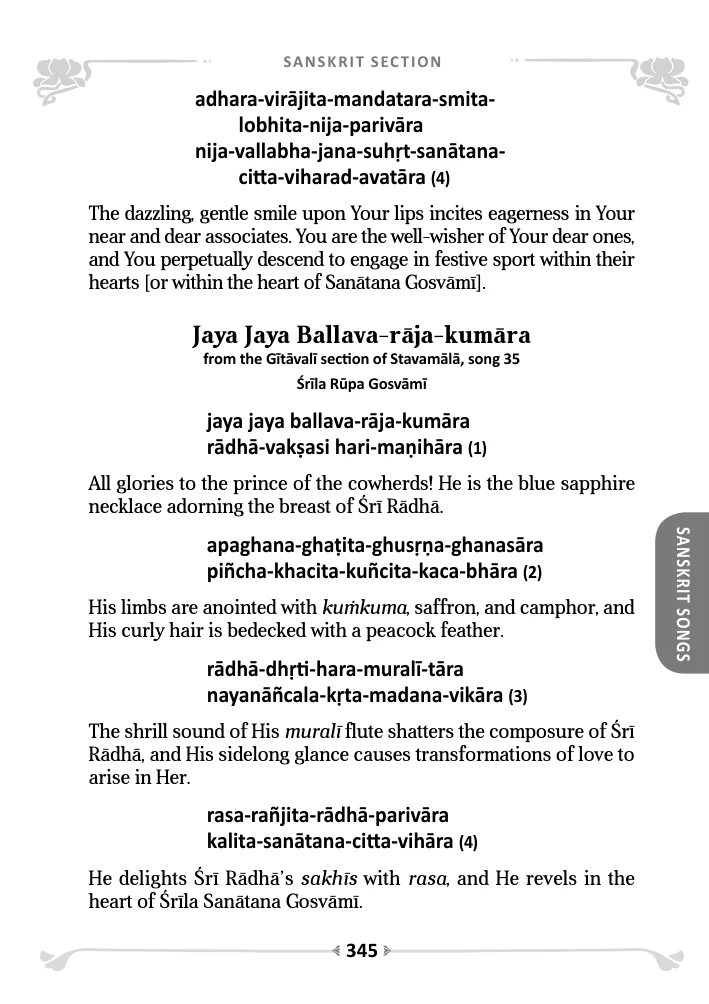 SANSKRIT SECTION
adhara-virājita-mandatara-smita-
lobhita-nija-parivāra
nija-vallabha-jana-suhṛt-sanātana-
citta-viharad-avatāra (4)
The dazzling, gentle smile upon Your lips incites eagerness in Your
near and dear associates. You are the well-wisher of Your dear ones,
and You perpetually descend to engage in festive sport within their
hearts [or within the heart of Sanātana Gosvāmī].
Jaya Jaya Ballava-rāja-kumāra
from the Gītāvalī section of Stavamālā, song 35
Śrīla Rūpa Gosvāmī
jaya jaya ballava-rāja-kumāra
rādhā-vakṣasi hari-maṇihāra (1)
All glories to the prince of the cowherds! He is the blue sapphire
necklace adorning the breast of Śrī Rādhā.
apaghana-ghaṭita-ghusṛṇa-ghanasāra
piñcha-khacita-kuñcita-kaca-bhāra (2)
His limbs are anointed with kuṁkuma, saffron, and camphor, and
His curly hair is bedecked with a peacock feather.
rādhā-dhṛti-hara-muralī-tāra
nayanāñcala-kṛta-madana-vikāra (3)
The shrill sound of His muralī flute shatters the composure of Śrī
Rādhā, and His sidelong glance causes transformations of love to
arise in Her.
rasa-rañjita-rādhā-parivāra
kalita-sanātana-citta-vihāra (4)
He delights Śrī Rādhā's sakhīs with rasa, and He revels in the
heart of Śrīla Sanātana Gosvāmī.
SANSKRIT SONGS
345